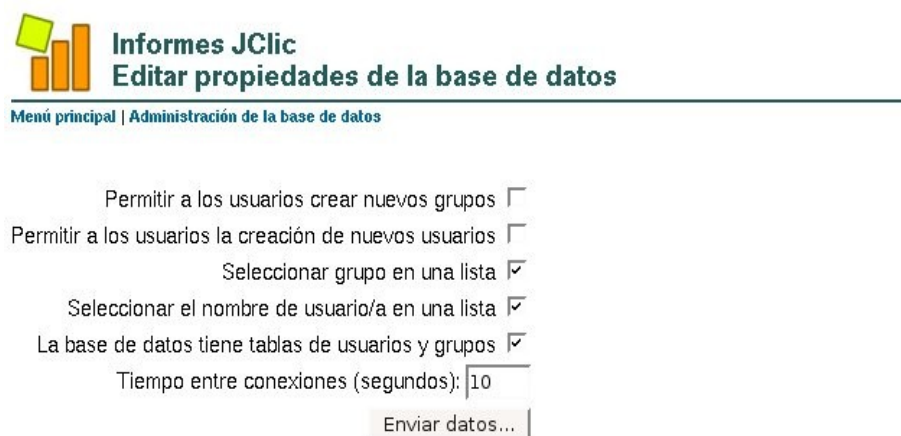 Informes JClic
Editar propiedades de la base de datos
Menú principal | Administración de la base de datos
Permitir a los usuarios crear nuevos grupos
Permitir a los usuarios la creación de nuevos usuarios
Seleccionar grupo en una lista
Seleccionar el nombre de usuario/a en una lista
La base de datos tiene tablas de usuarios y grupos
Tiempo entre conexiones (segundos): 10
Enviar datos...